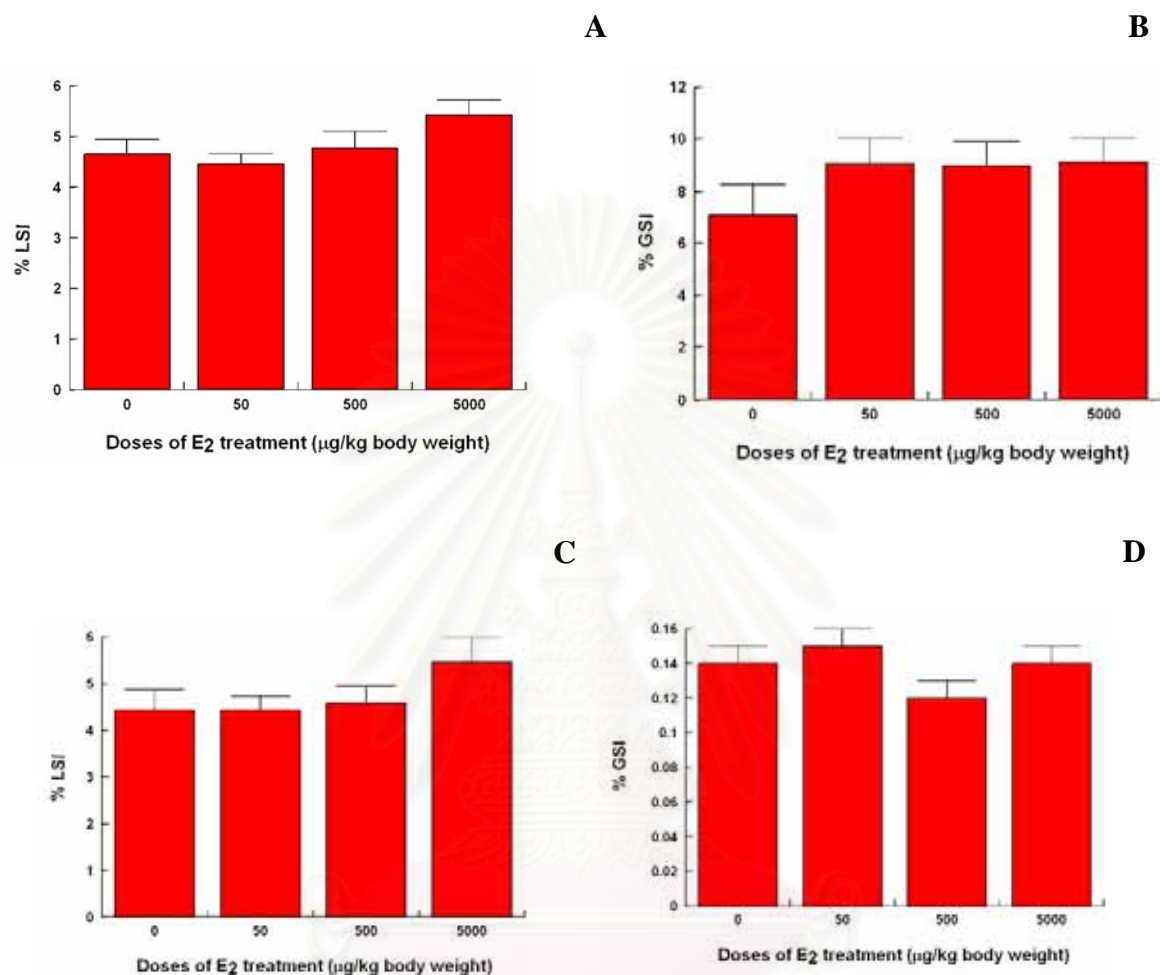 A
6
5
4
3
2
1
0
% LSI
0 50 500 5000
Doses of E2 treatment (µg/kg body weight)
B
12
10
8
6
4
2
0
% GSI
0 50 500 5000
Doses of E2 treatment (µg/kg body weight)
C
6
5
4
3
2
1
0
% LSI
0 50 500 5000
Doses of E2 treatment (µg/kg body weight)
D
0.16
0.14
0.12
0.1
0.08
0.06
0.04
0.02
0
% GSI
0 50 500 5000
Doses of E2 treatment (µg/kg body weight)